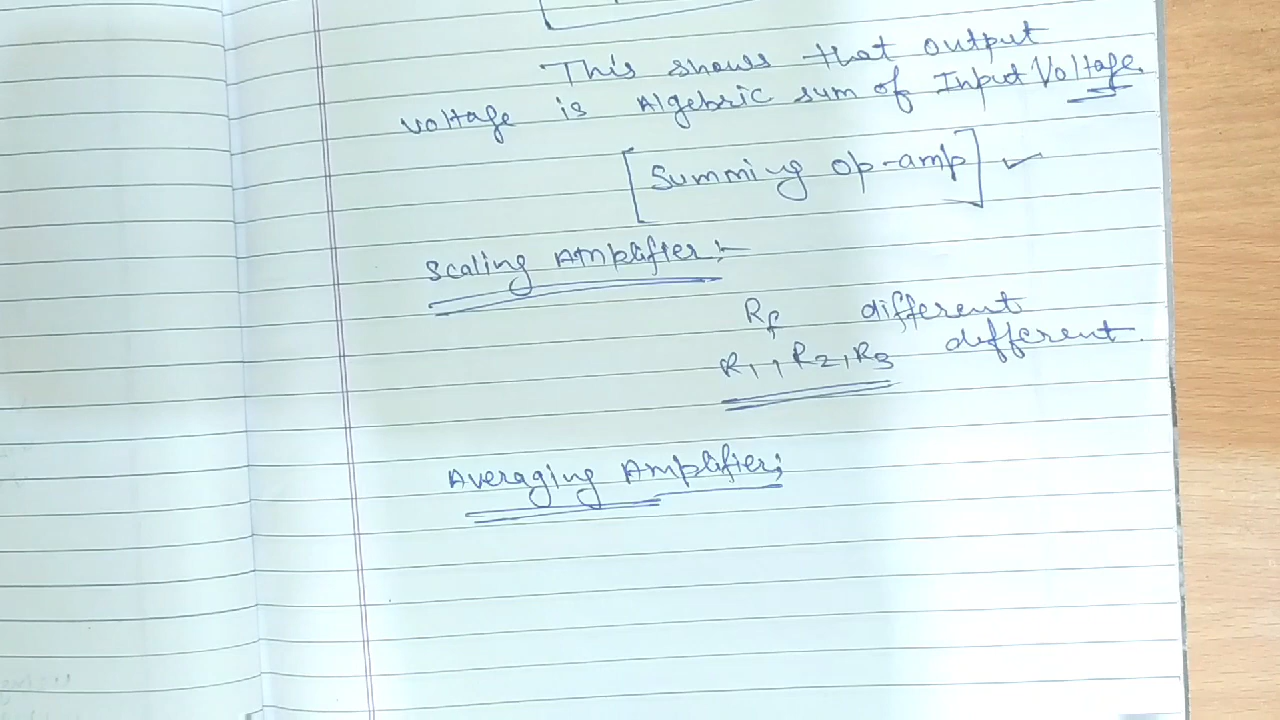 This shows that output
voltage is Algebric sum of Input Voltage.
[Summing op-amp] ✓
Scaling Amplifier:-
Rf different
R1, R2, R3 different.
Averaging Amplifier;